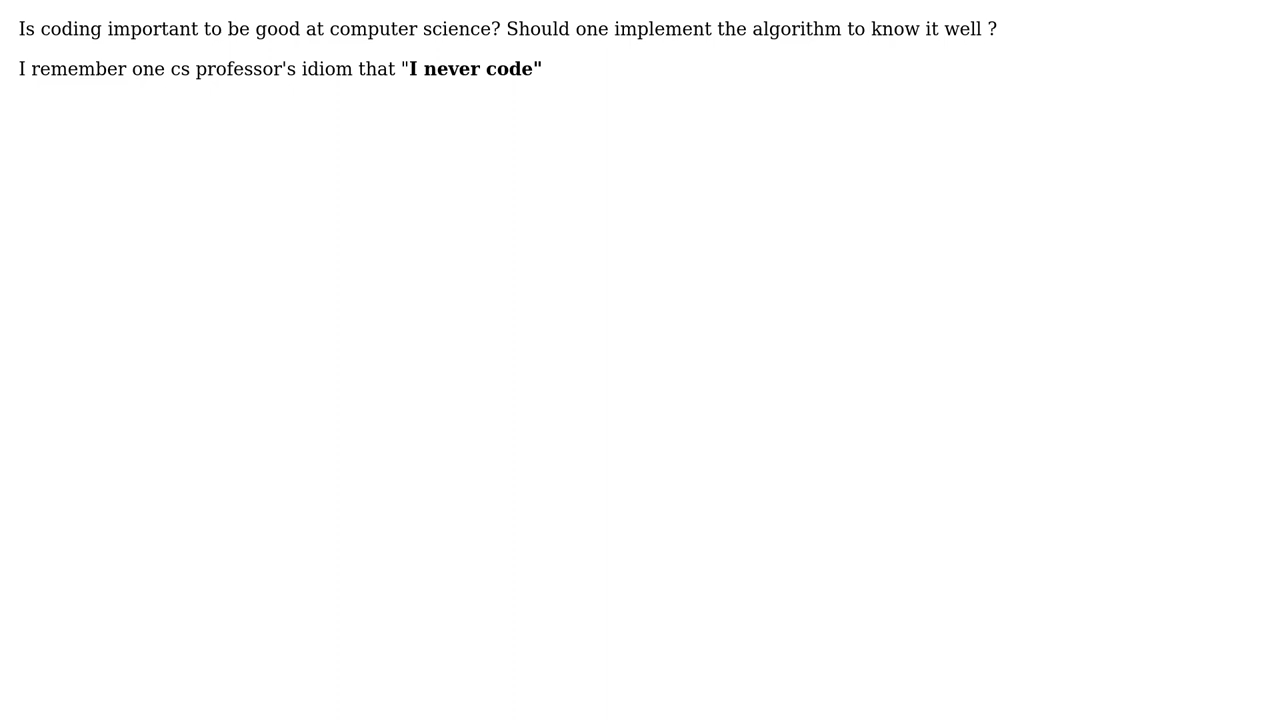 Is coding important to be good at computer science? Should one implement the algorithm to know it well ?
I remember one cs professor's idiom that "I never code"